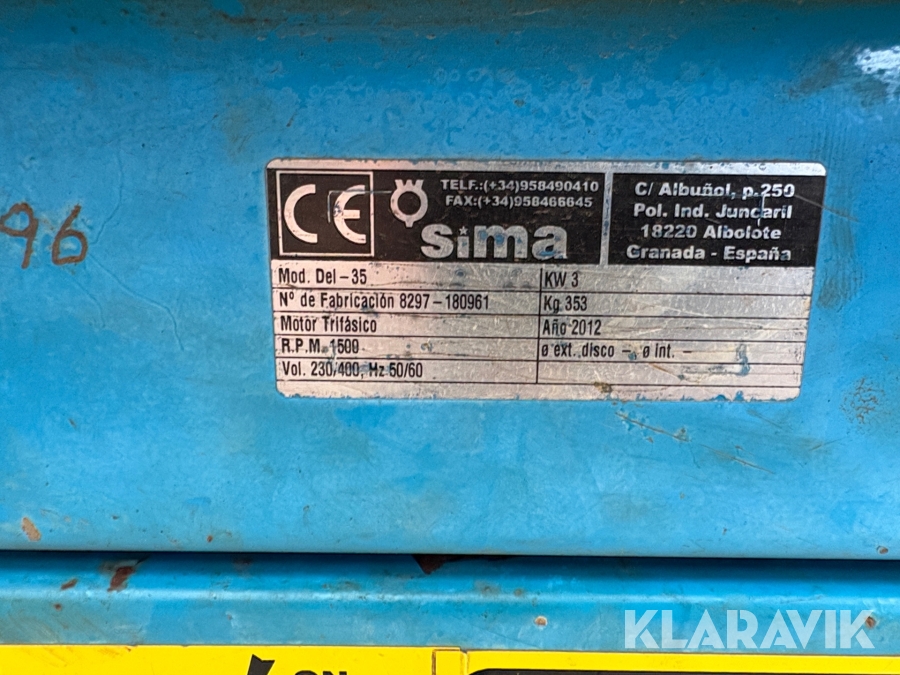 96
CE
TELF.:(+34)958490410
FAX:(+34)958466645
sima
C/ Albuñol, p.250
Pol. Ind. Juncaril
18220 Albolote
Granada - España
Mod. Del-35
KW 3
Nº de Fabricación 8297-180961
Kg 353
Motor Trifásico
Año 2012
R.P.M. 1500
ø ext. disco – ø int. –
Vol. 230/400, Hz 50/60
KLARAVIK
ON